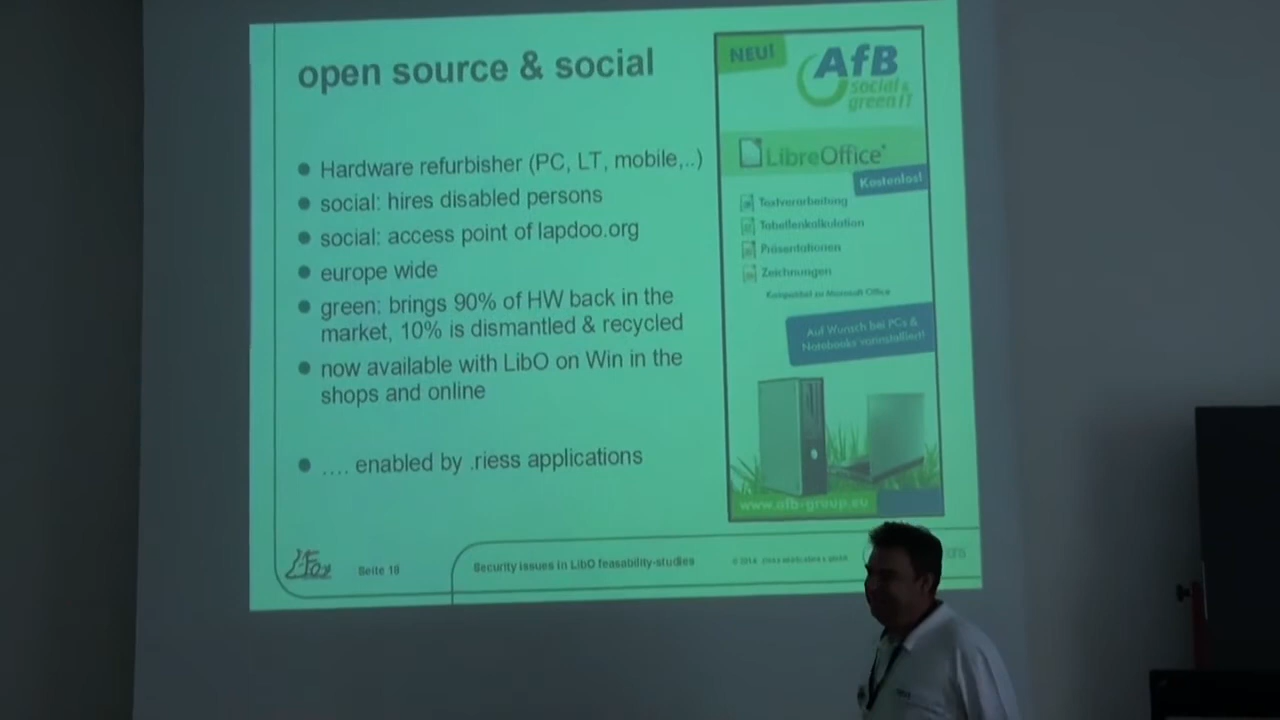 open source & social
Hardware refurbisher (PC, LT, mobile,..)
social: hires disabled persons
social: access point of lapdoo.org
europe wide
green: brings 90% of HW back in the
market, 10% is dismantled & recycled
now available with LibO on Win in the
shops and online
.... enabled by .riess applications
NEU!
AfB
social &
green IT
LibreOffice
Kostenlos!
Textverarbeitung
Tabellenkalkulation
Präsentationen
Zeichnungen
Kompatibel zu Microsoft Office
Auf Wunsch bei PCs &
Notebooks vorinstalliert!
www.afb-group.eu
Fox
Seite 18
Security issues in LibO feasability-studies
© 2014